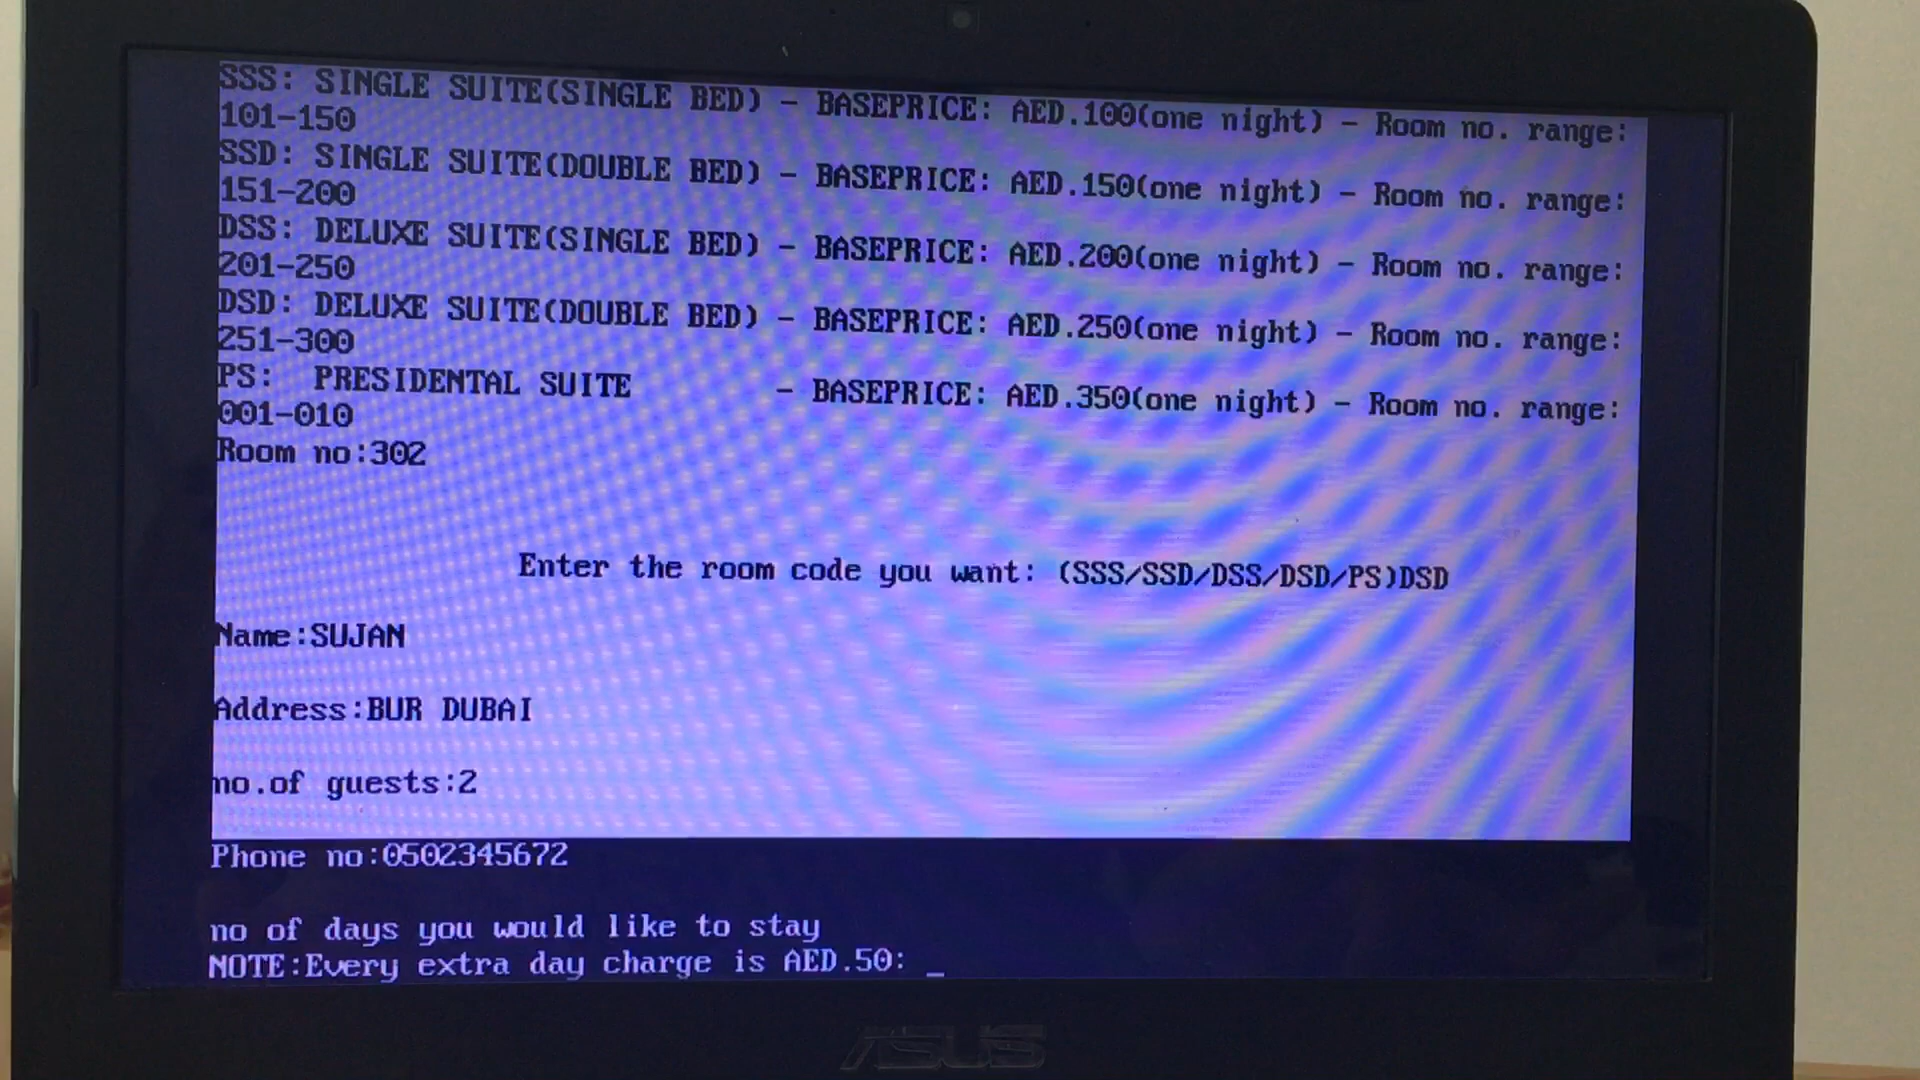 SSS: SINGLE SUITE(SINGLE BED) - BASEPRICE: AED.100(one night) - Room no. range:
101-150
SSD: SINGLE SUITE(DOUBLE BED) - BASEPRICE: AED.150(one night) - Room no. range:
151-200
DSS: DELUXE SUITE(SINGLE BED) - BASEPRICE: AED.200(one night) - Room no. range:
201-250
DSD: DELUXE SUITE(DOUBLE BED) - BASEPRICE: AED.250(one night) - Room no. range:
251-300
PS: PRESIDENTAL SUITE - BASEPRICE: AED.350(one night) - Room no. range:
001-010
Room no:302
Enter the room code you want: (SSS/SSD/DSS/DSD/PS)DSD
Name:SUJAN
Address:BUR DUBAI
no.of guests:2
Phone no:0502345672
no of days you would like to stay
NOTE:Every extra day charge is AED.50: _
ASUS